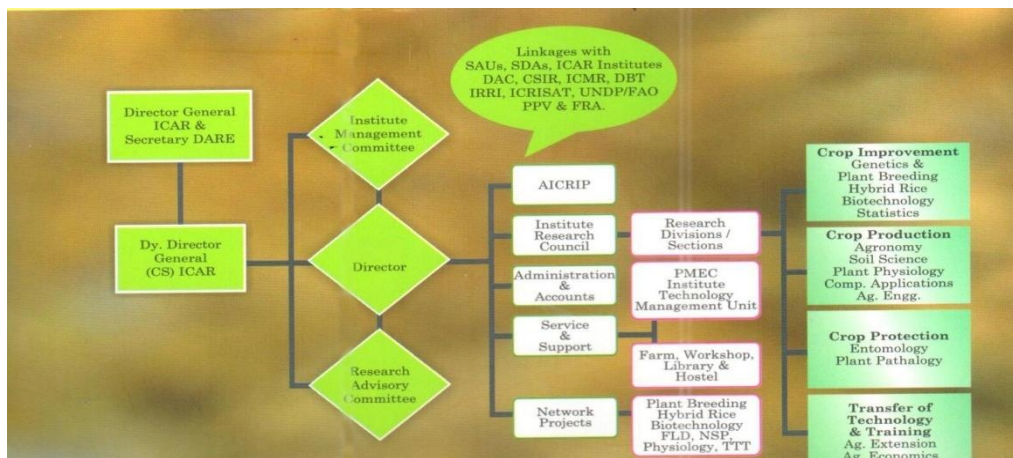 Linkages with
SAUs, SDAs, ICAR Institutes
DAC, CSIR, ICMR, DBT
IRRI, ICRISAT, UNDP/FAO
PPV & FRA.
Director General
ICAR &
Secretary DARE
Dy. Director
General
(CS) ICAR
Institute
Management
Committee
Director
Research
Advisory
Committee
AICRIP
Institute
Research
Council
Administration
&
Accounts
Service
&
Support
Network
Projects
Research
Divisions /
Sections
PMEC
Institute
Technology
Management Unit
Farm, Workshop,
Library &
Hostel
Plant Breeding
Hybrid Rice
Biotechnology
FLD, NSP,
Physiology, TTT
Crop Improvement
Genetics &
Plant Breeding
Hybrid Rice
Biotechnology
Statistics
Crop Production
Agronomy
Soil Science
Plant Physiology
Comp. Applications
Ag. Engg.
Crop Protection
Entomology
Plant Pathalogy
Transfer of
Technology
& Training
Ag. Extension
Ag. Economics